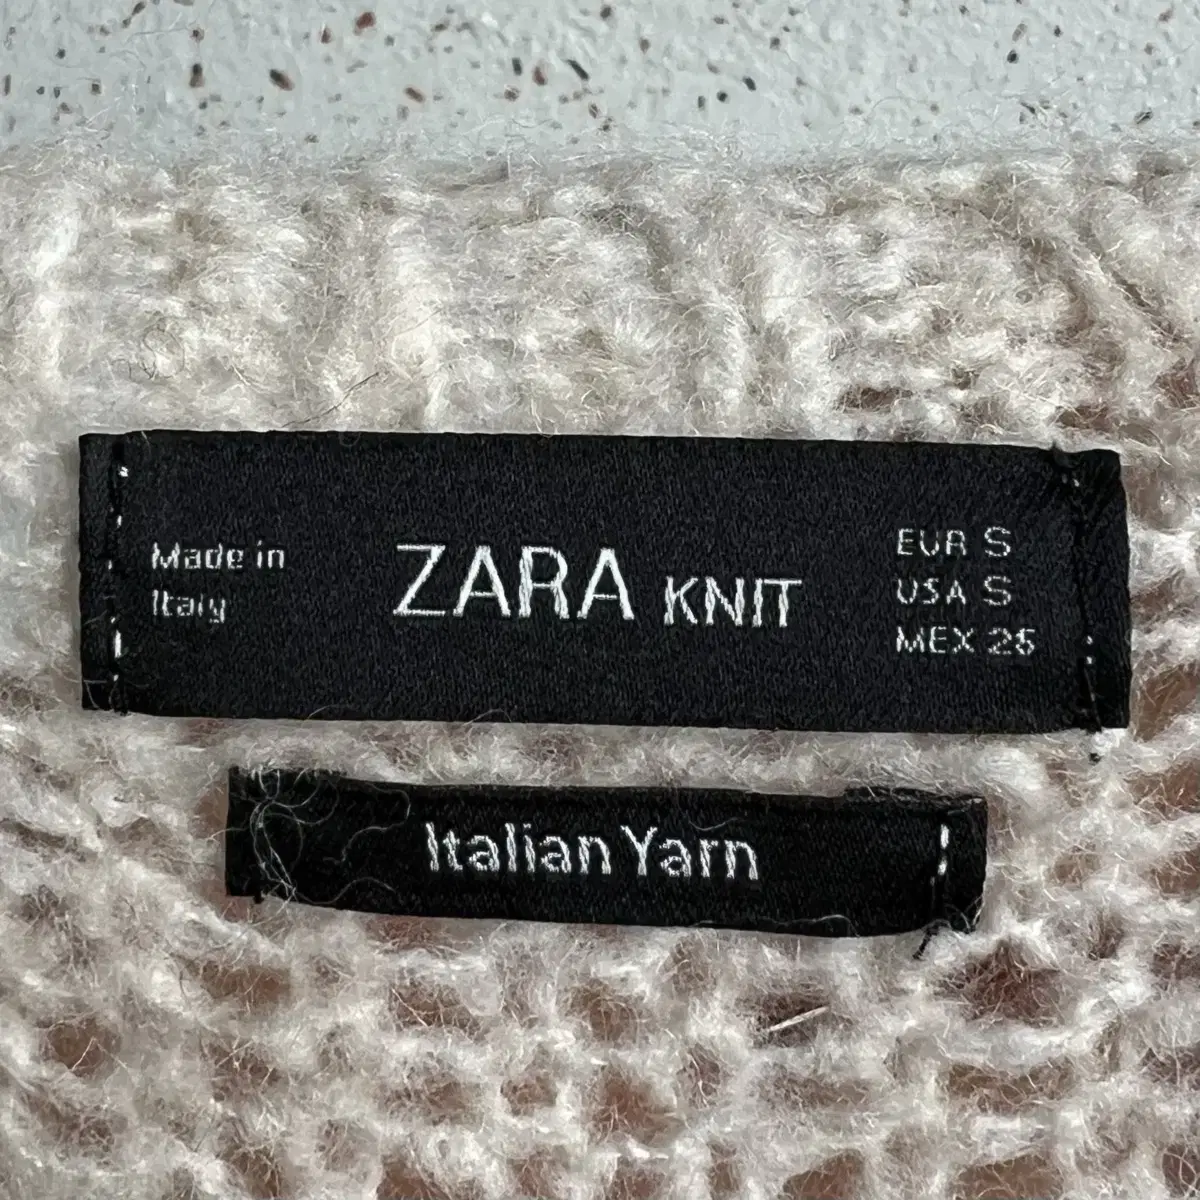 Made in
Italy
ZARA KNIT
EUR S
USA S
MEX 26
Italian Yarn